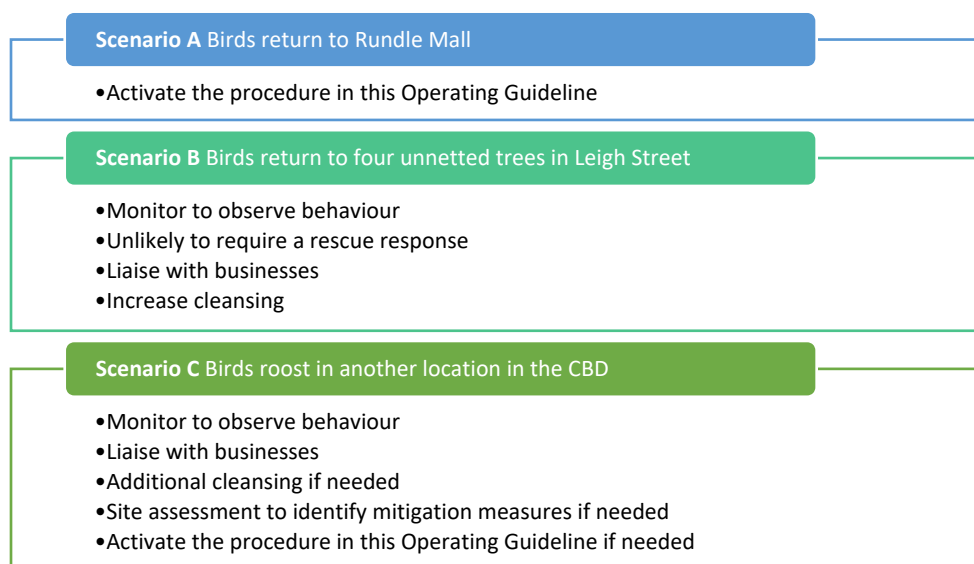 Scenario A Birds return to Rundle Mall
•Activate the procedure in this Operating Guideline
Scenario B Birds return to four unnetted trees in Leigh Street
•Monitor to observe behaviour
•Unlikely to require a rescue response
•Liaise with businesses
•Increase cleansing
Scenario C Birds roost in another location in the CBD
•Monitor to observe behaviour
•Liaise with businesses
•Additional cleansing if needed
•Site assessment to identify mitigation measures if needed
•Activate the procedure in this Operating Guideline if needed